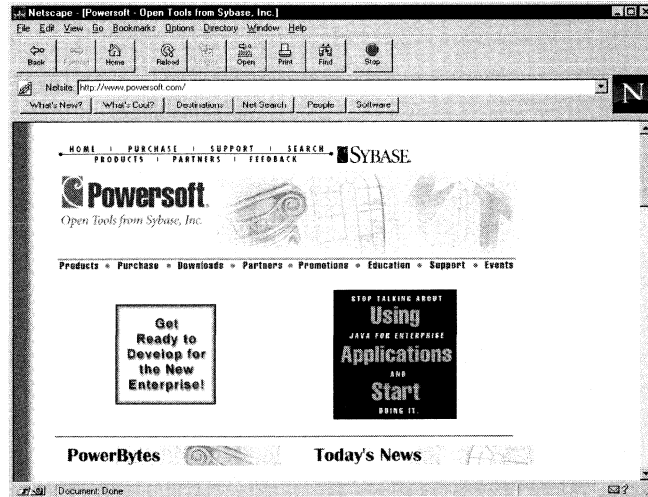 Netscape - [Powersoft - Open Tools from Sybase, Inc.]
File Edit View Go Bookmarks Options Directory Window Help
Back Forward Home Reload Open Print Find Stop
Netsite: http://www.powersoft.com/
N
What's New? What's Cool? Destinations Net Search People Software
HOME | PURCHASE | SUPPORT | SEARCH
PRODUCTS | PARTNERS | FEEDBACK
SYBASE
Powersoft
Open Tools from Sybase, Inc.
Products Purchase Downloads Partners Promotions Education Support Events
Get
Ready to
Develop for
the New
Enterprise!
STOP TALKING ABOUT
Using
JAVA FOR ENTERPRISE
Applications
AND
Start
DOING IT.
PowerBytes Today's News
Document: Done